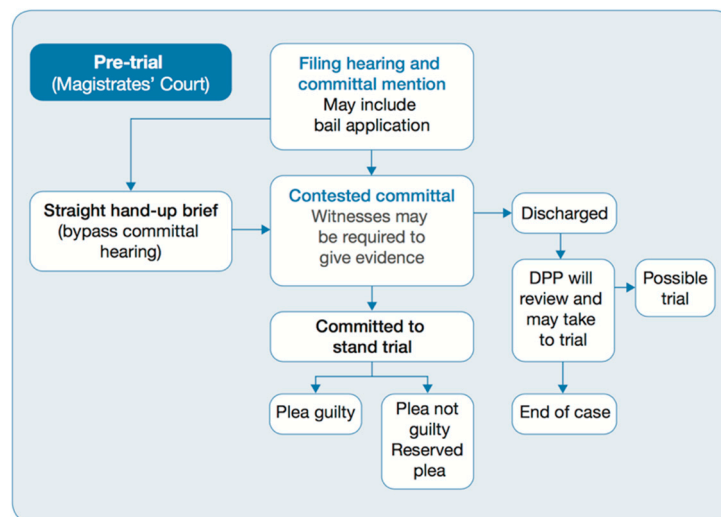 Pre-trial
(Magistrates' Court)
Filing hearing and
committal mention
May include
bail application
Straight hand-up brief
(bypass committal
hearing)
Contested committal
Witnesses may
be required to
give evidence
Discharged
DPP will
review and
may take
to trial
Possible
trial
Committed to
stand trial
Plea guilty
Plea not
guilty
Reserved
plea
End of case